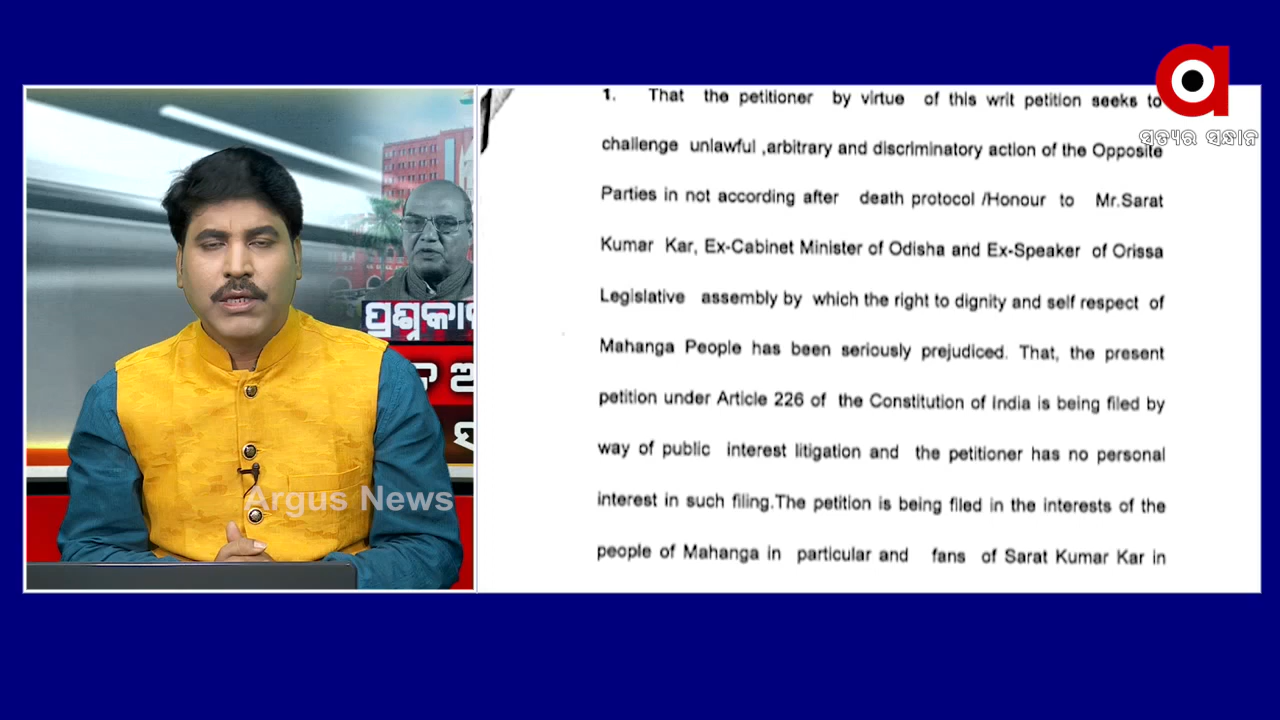 ସତ୍ୟର ସନ୍ଧାନ
Argus News
1. That the petitioner by virtue of this writ petition seeks to
challenge unlawful ,arbitrary and discriminatory action of the Opposite
Parties in not according after death protocol /Honour to Mr.Sarat
Kumar Kar, Ex-Cabinet Minister of Odisha and Ex-Speaker of Orissa
Legislative assembly by which the right to dignity and self respect of
Mahanga People has been seriously prejudiced. That, the present
petition under Article 226 of the Constitution of India is being filed by
way of public interest litigation and the petitioner has no personal
interest in such filing.The petition is being filed in the interests of the
people of Mahanga in particular and fans of Sarat Kumar Kar in